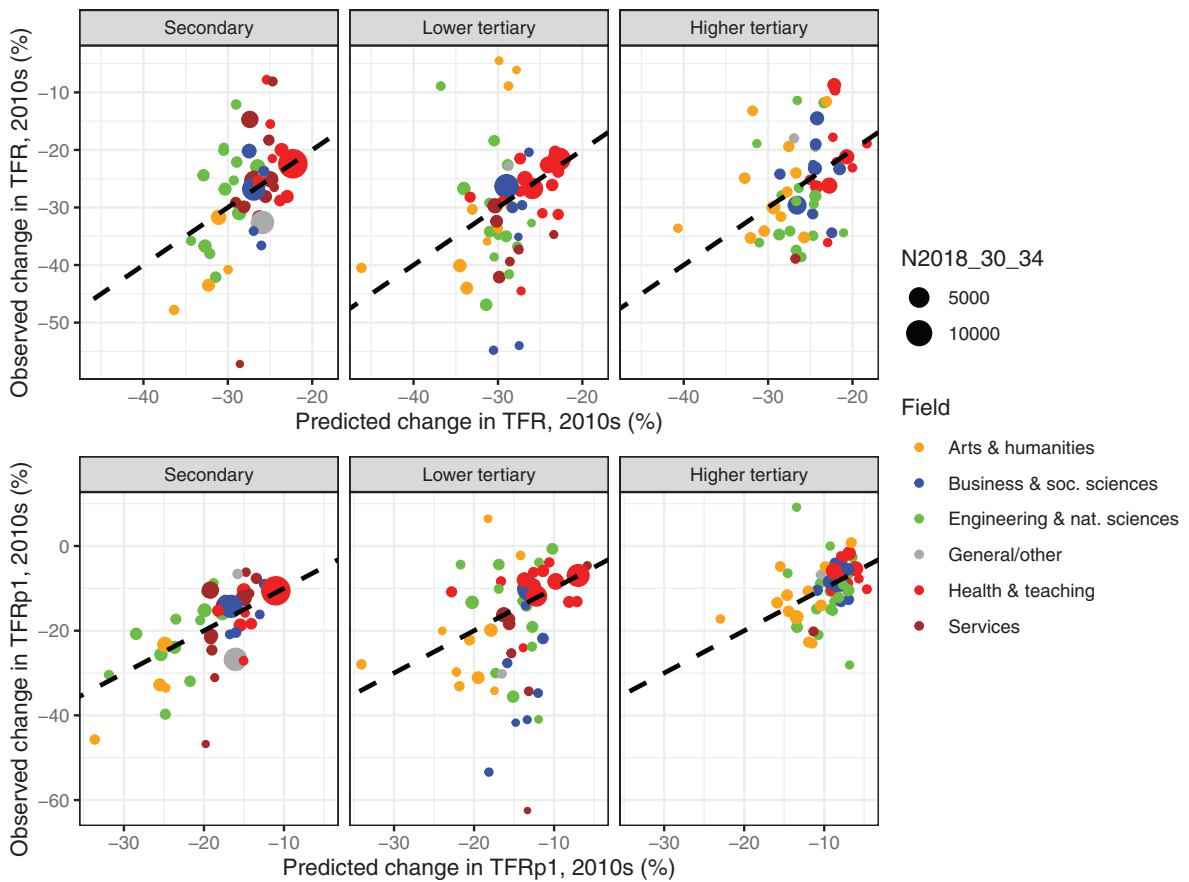 Secondary
Lower tertiary
Higher tertiary
Observed change in TFR, 2010s (%)
−10
−20
−30
−40
−50
−40 −30 −20
−40 −30 −20
−40 −30 −20
Predicted change in TFR, 2010s (%)
Secondary
Lower tertiary
Higher tertiary
Observed change in TFRp1, 2010s (%)
0
−20
−40
−60
−30 −20 −10
−30 −20 −10
−30 −20 −10
Predicted change in TFRp1, 2010s (%)
N2018_30_34
5000
10000
Field
Arts & humanities
Business & soc. sciences
Engineering & nat. sciences
General/other
Health & teaching
Services